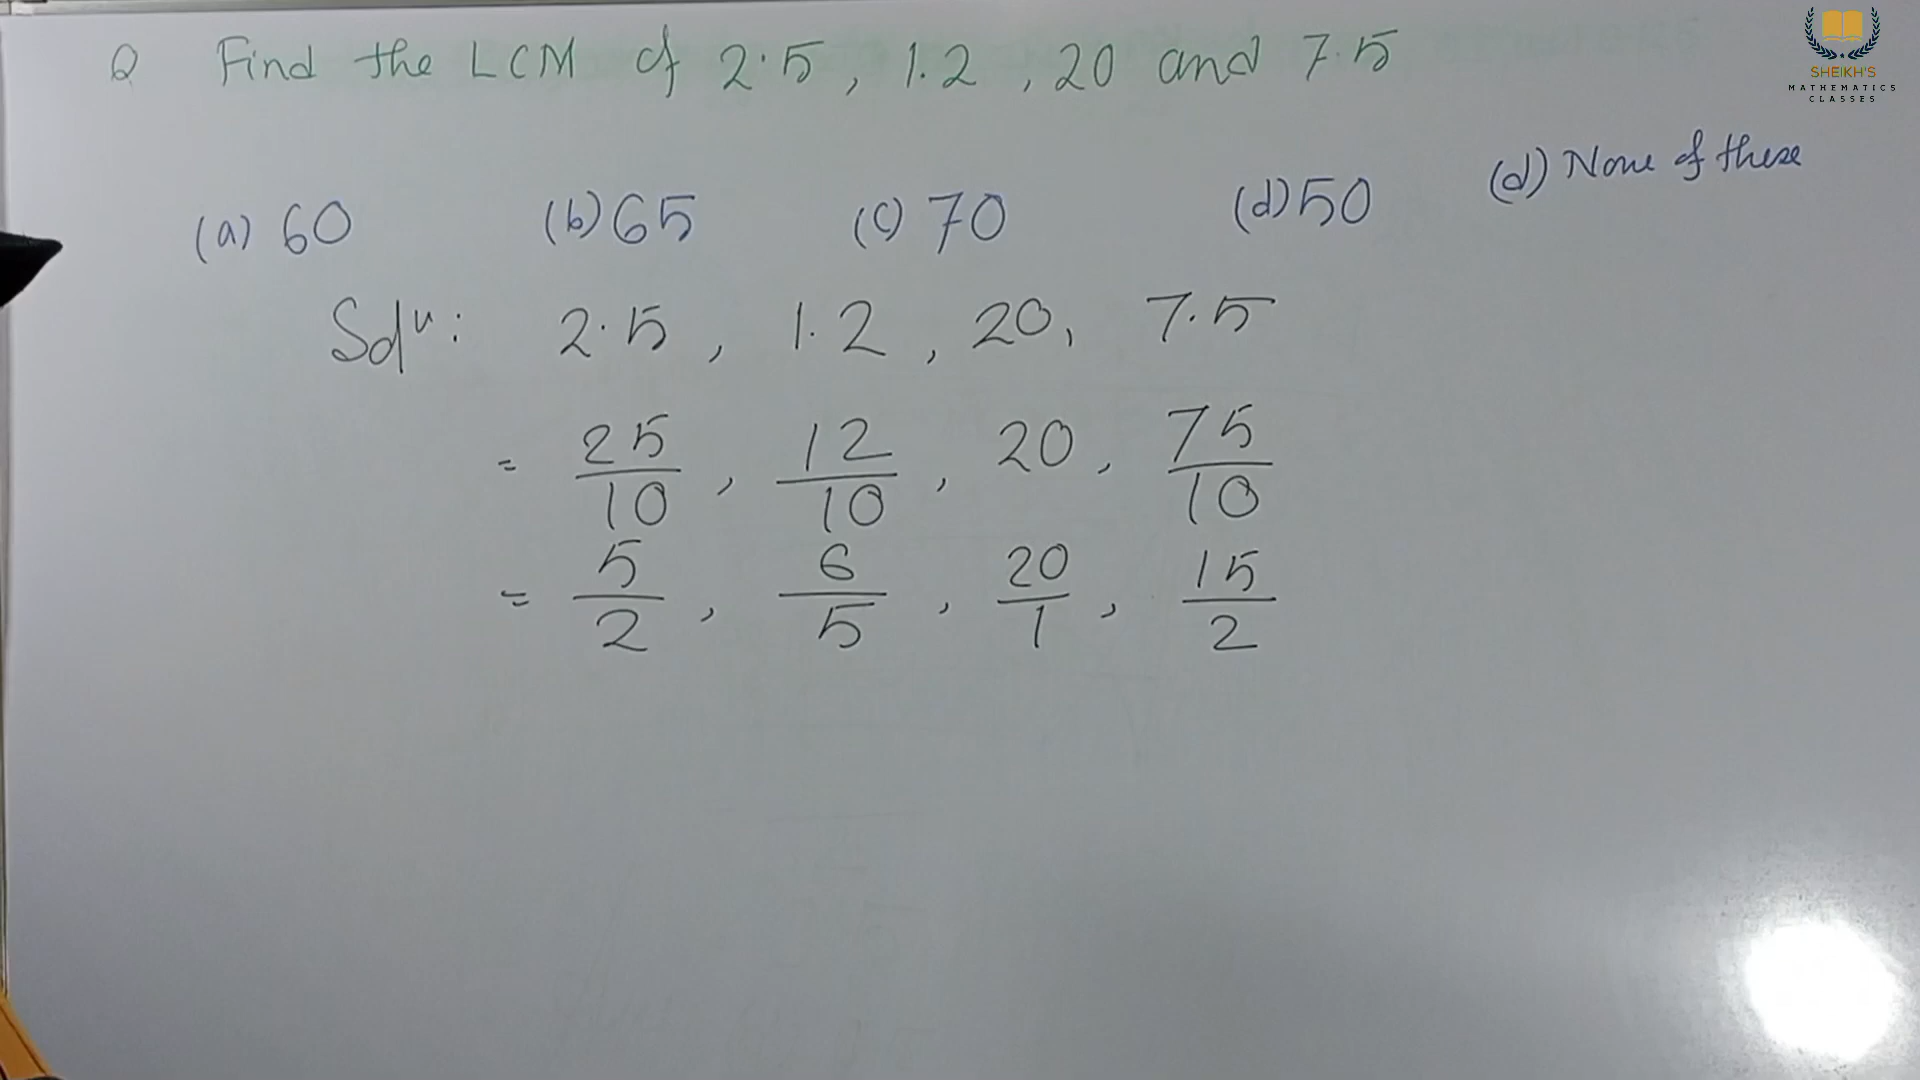 Q Find the LCM of 2.5, 1.2, 20 and 7.5
SHEIKH'S
MATHEMATICS
CLASSES
(a) 60 (b) 65 (c) 70 (d) 50 (d) None of these
Soln: 2.5, 1.2, 20, 7.5
= 25/10, 12/10, 20, 75/10
= 5/2, 6/5, 20/1, 15/2